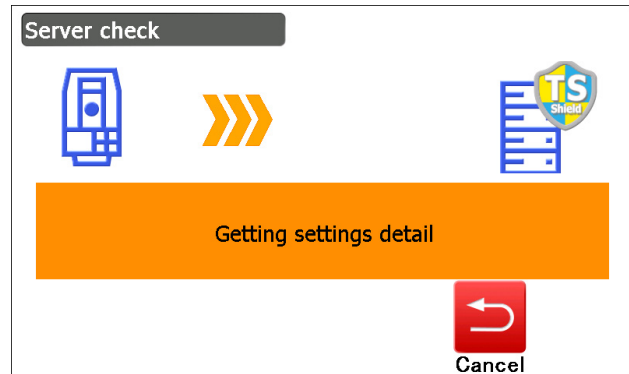 Server check
TS
Shield
Getting settings detail
Cancel